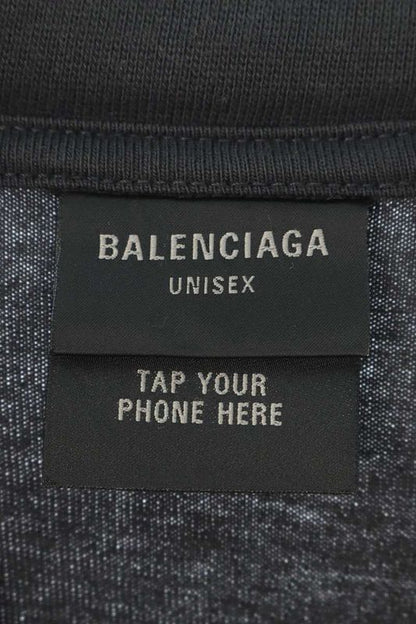 BALENCIAGA
UNISEX
TAP YOUR
PHONE HERE